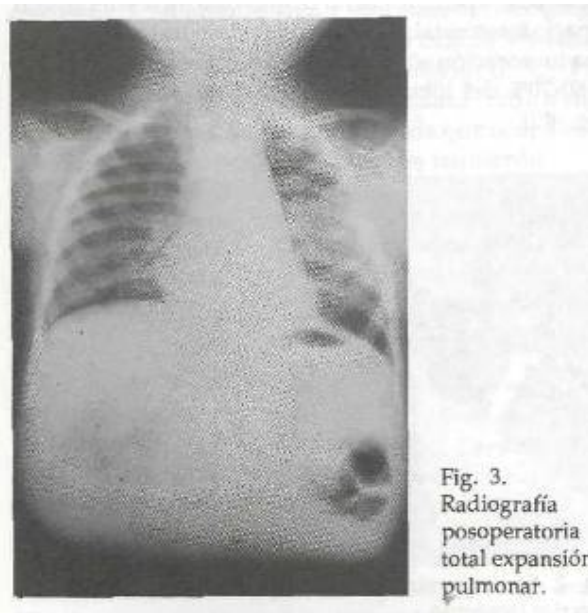 Fig. 3.
Radiografía
posoperatoria
total expansión
pulmonar.